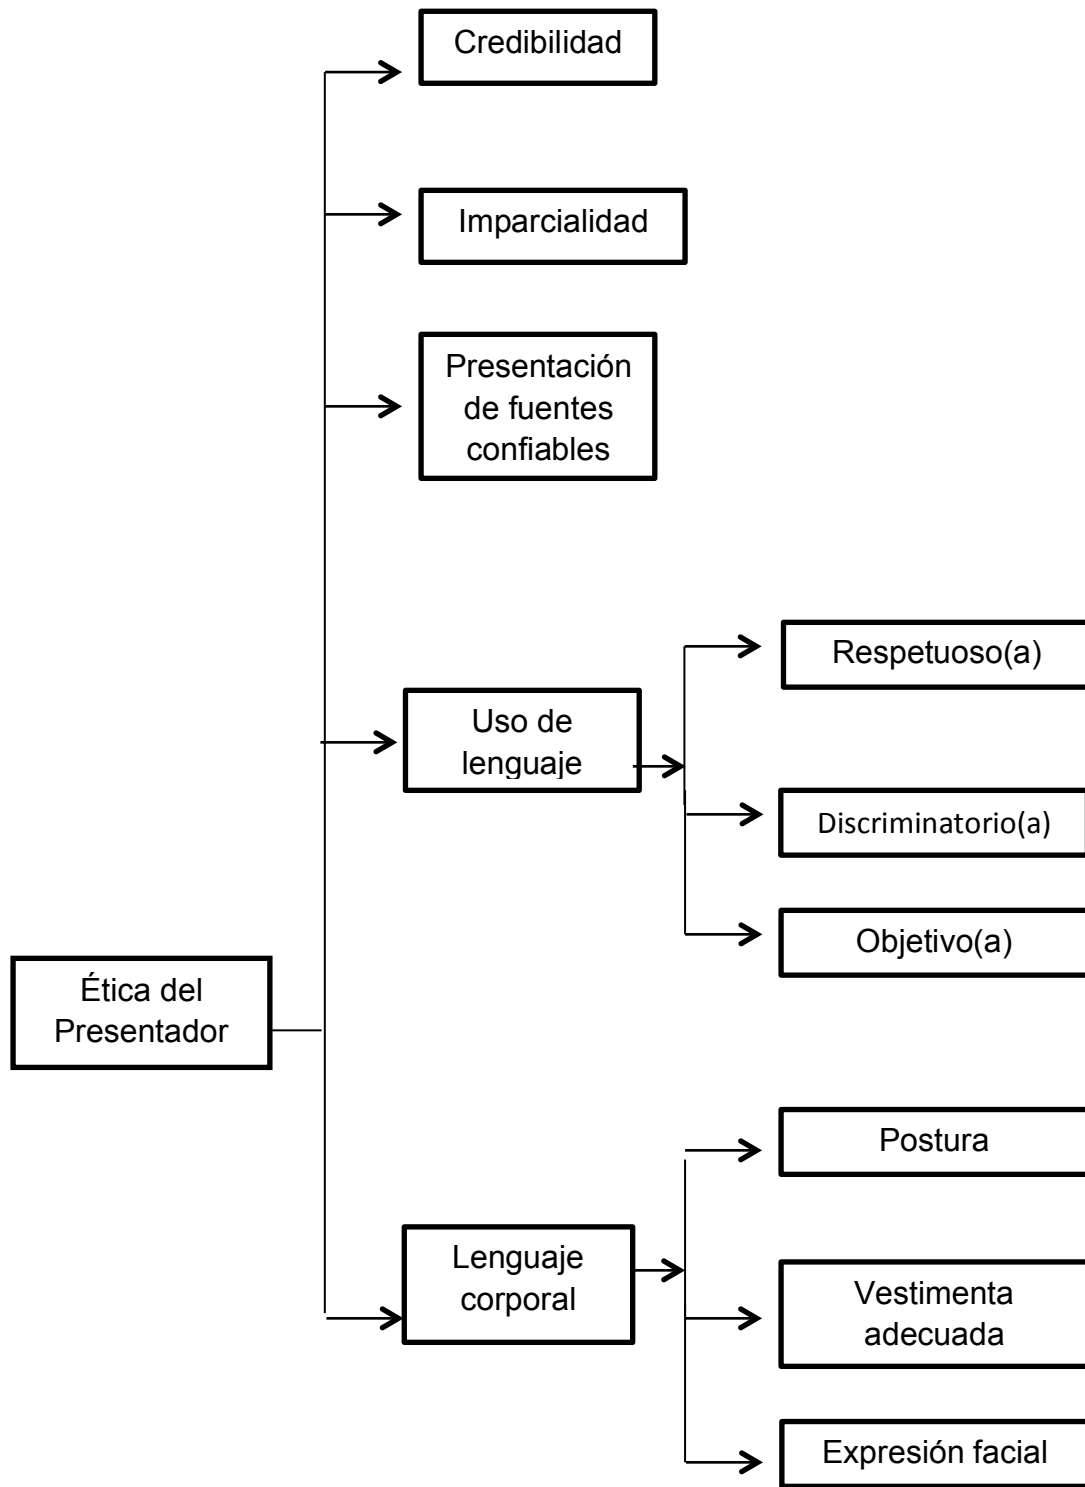 Credibilidad
Imparcialidad
Presentación
de fuentes
confiables
Respetuoso(a)
Uso de
lenguaje
Discriminatorio(a)
Objetivo(a)
Ética del
Presentador
Postura
Lenguaje
corporal
Vestimenta
adecuada
Expresión facial